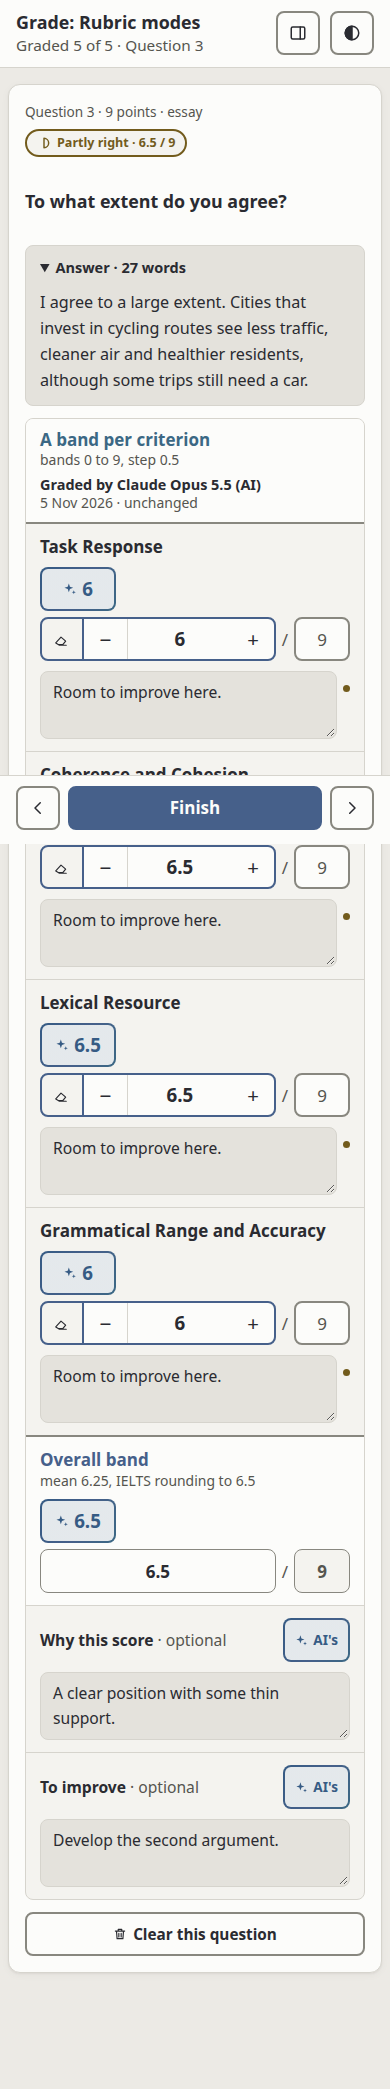 Grade: Rubric modes
Graded 5 of 5 · Question 3
Question 3 · 9 points · essay
Partly right · 6.5 / 9
To what extent do you agree?
▼ Answer · 27 words
I agree to a large extent. Cities that
invest in cycling routes see less traffic,
cleaner air and healthier residents,
although some trips still need a car.
A band per criterion
bands 0 to 9, step 0.5
Graded by Claude Opus 5.5 (AI)
5 Nov 2026 · unchanged
Task Response
6
− 6 + / 9
Room to improve here.
Coherence and Cohesion
Finish
− 6.5 + / 9
Room to improve here.
Lexical Resource
6.5
− 6.5 + / 9
Room to improve here.
Grammatical Range and Accuracy
6
− 6 + / 9
Room to improve here.
Overall band
mean 6.25, IELTS rounding to 6.5
6.5
6.5 / 9
Why this score · optional AI's
A clear position with some thin
support.
To improve · optional AI's
Develop the second argument.
Clear this question